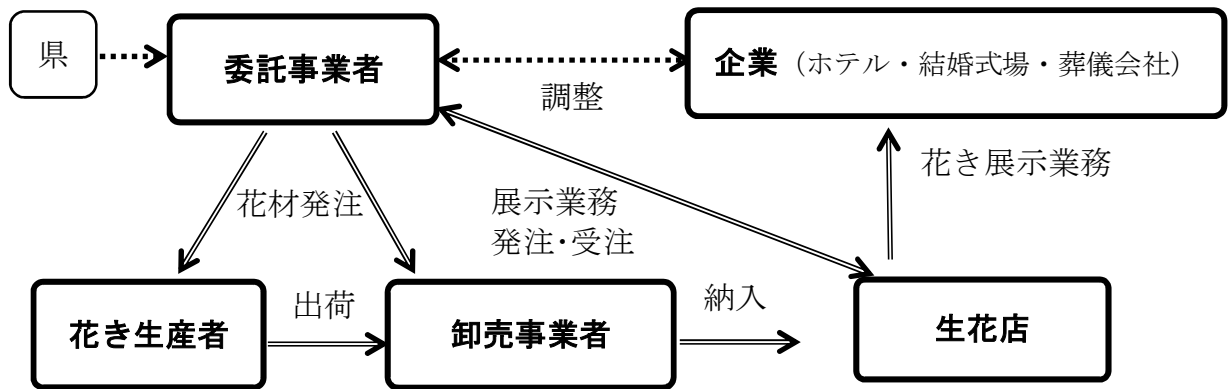 県
委託事業者
企業（ホテル・結婚式場・葬儀会社）
調整
花き展示業務
花材発注
展示業務
発注・受注
花き生産者
出荷
卸売事業者
納入
生花店